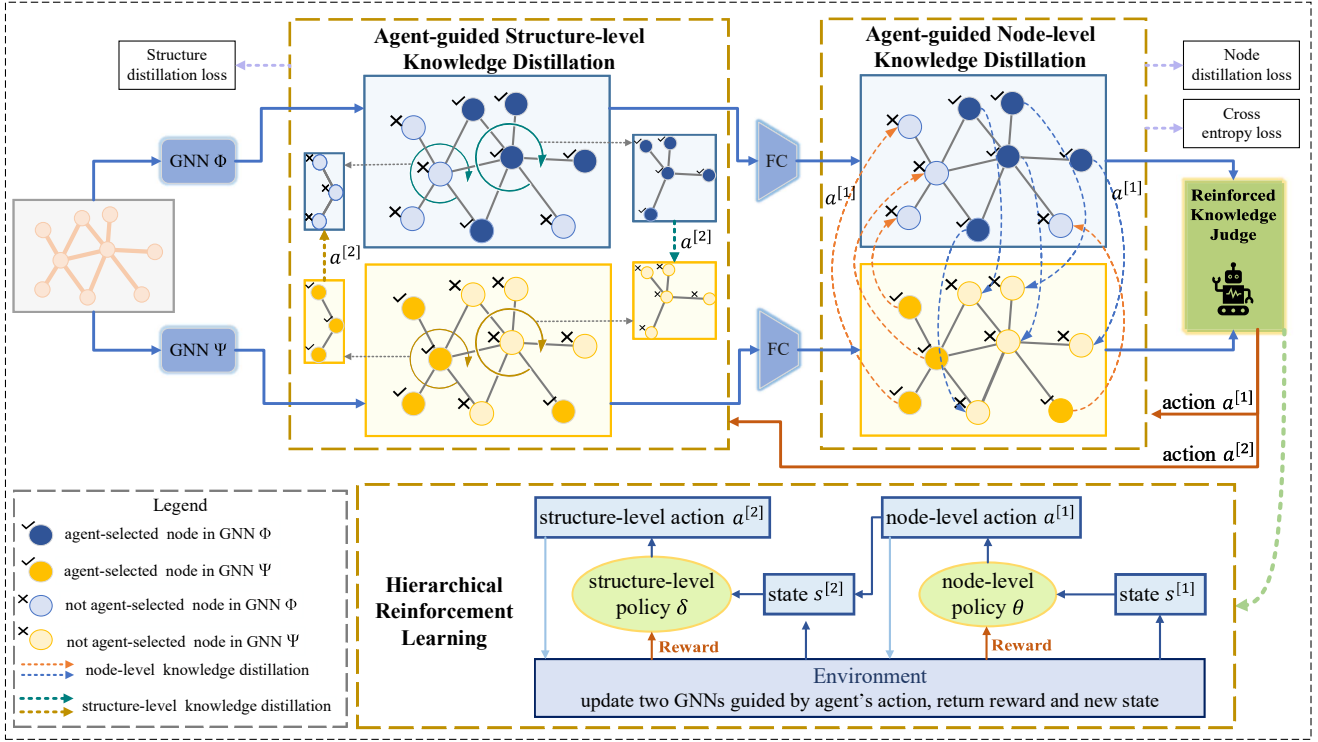 Structure
distillation loss
Agent-guided Structure-level
Knowledge Distillation
Agent-guided Node-level
Knowledge Distillation
Node
distillation loss
Cross
entropy loss
GNN Φ
GNN Ψ
FC
FC
a^{[2]}
a^{[2]}
a^{[1]}
a^{[1]}
Reinforced
Knowledge
Judge
action a^{[1]}
action a^{[2]}
Legend
agent-selected node in GNN Φ
agent-selected node in GNN Ψ
not agent-selected node in GNN Φ
not agent-selected node in GNN Ψ
node-level knowledge distillation
structure-level knowledge distillation
Hierarchical
Reinforcement
Learning
structure-level action a^{[2]}
node-level action a^{[1]}
structure-level
policy δ
state s^{[2]}
node-level
policy θ
state s^{[1]}
Reward
Reward
Environment
update two GNNs guided by agent's action, return reward and new state